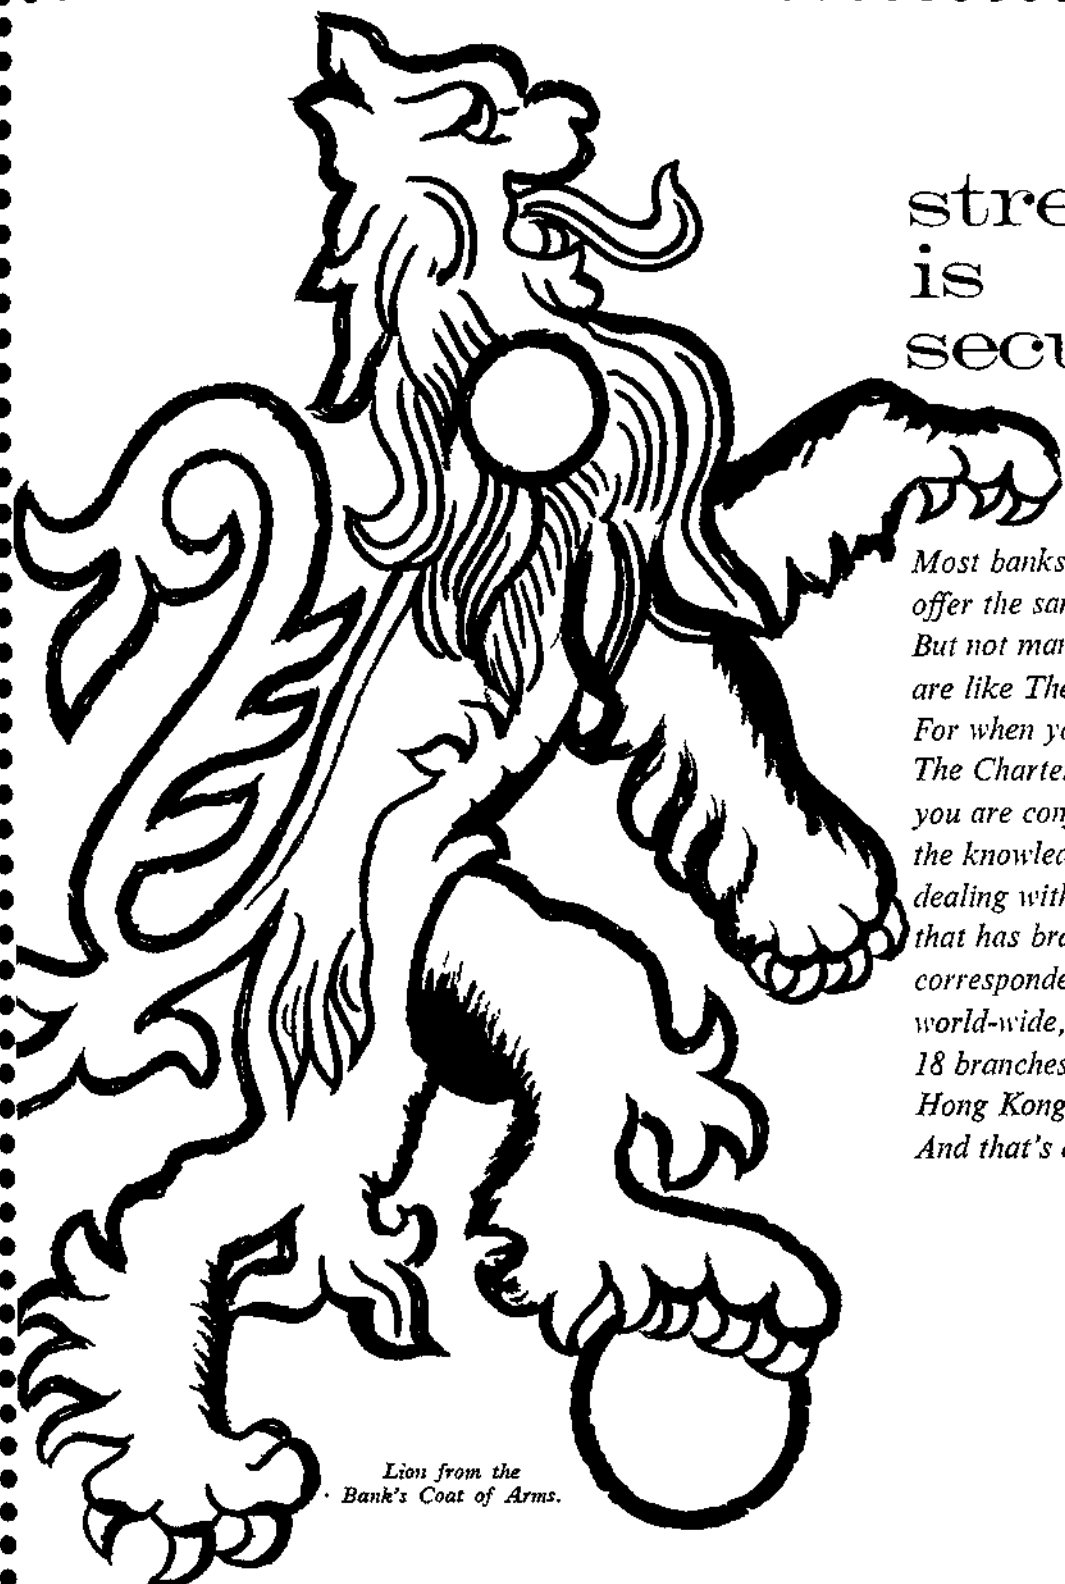 stre
is
secu
Most banks
offer the sa
But not ma
are like The
For when yo
The Charte
you are con
the knowled
dealing with
that has bra
corresponde
world-wide,
18 branches
Hong Kong
And that's
Lion from the
Bank's Coat of Arms.